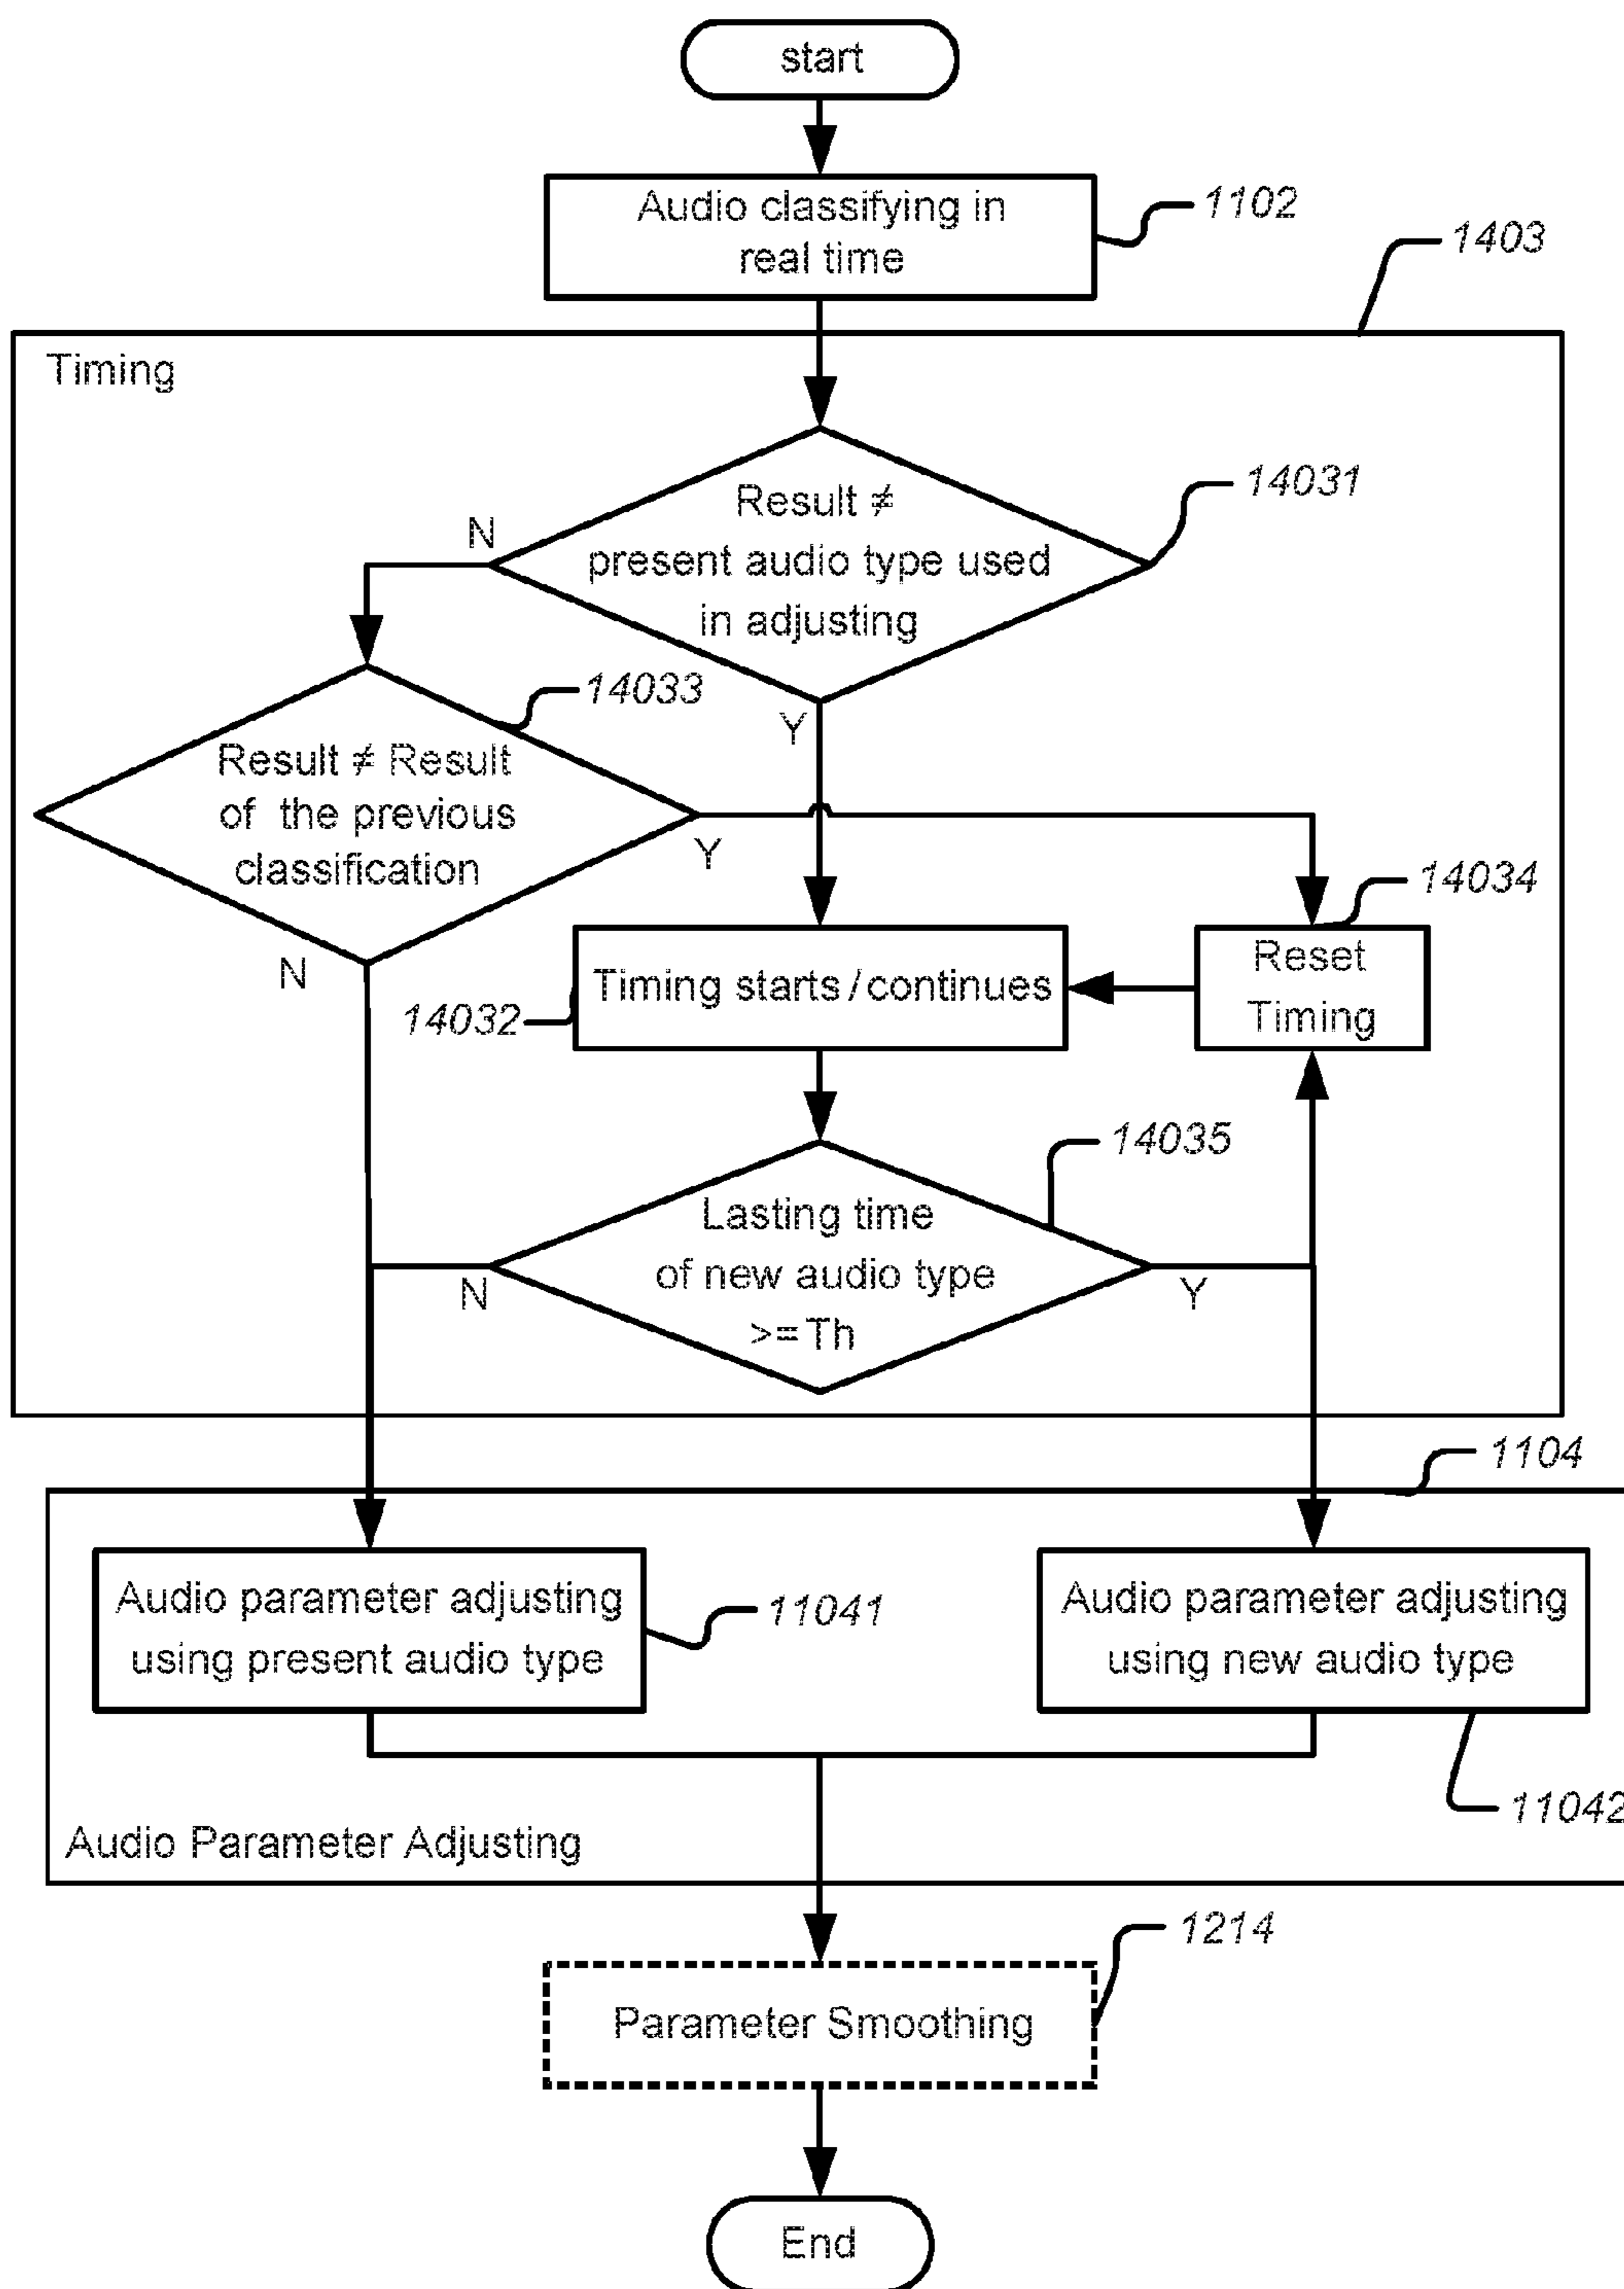 start
Audio classifying in
real time
1102
1403
Timing
Result ≠
present audio type used
in adjusting
14031
N
Y
14033
Result ≠ Result
of the previous
classification
Y
N
14034
Reset
Timing
Timing starts / continues
14032
14035
Lasting time
of new audio type
>= Th
N
Y
1104
Audio parameter adjusting
using present audio type
11041
Audio parameter adjusting
using new audio type
11042
Audio Parameter Adjusting
1214
Parameter Smoothing
End